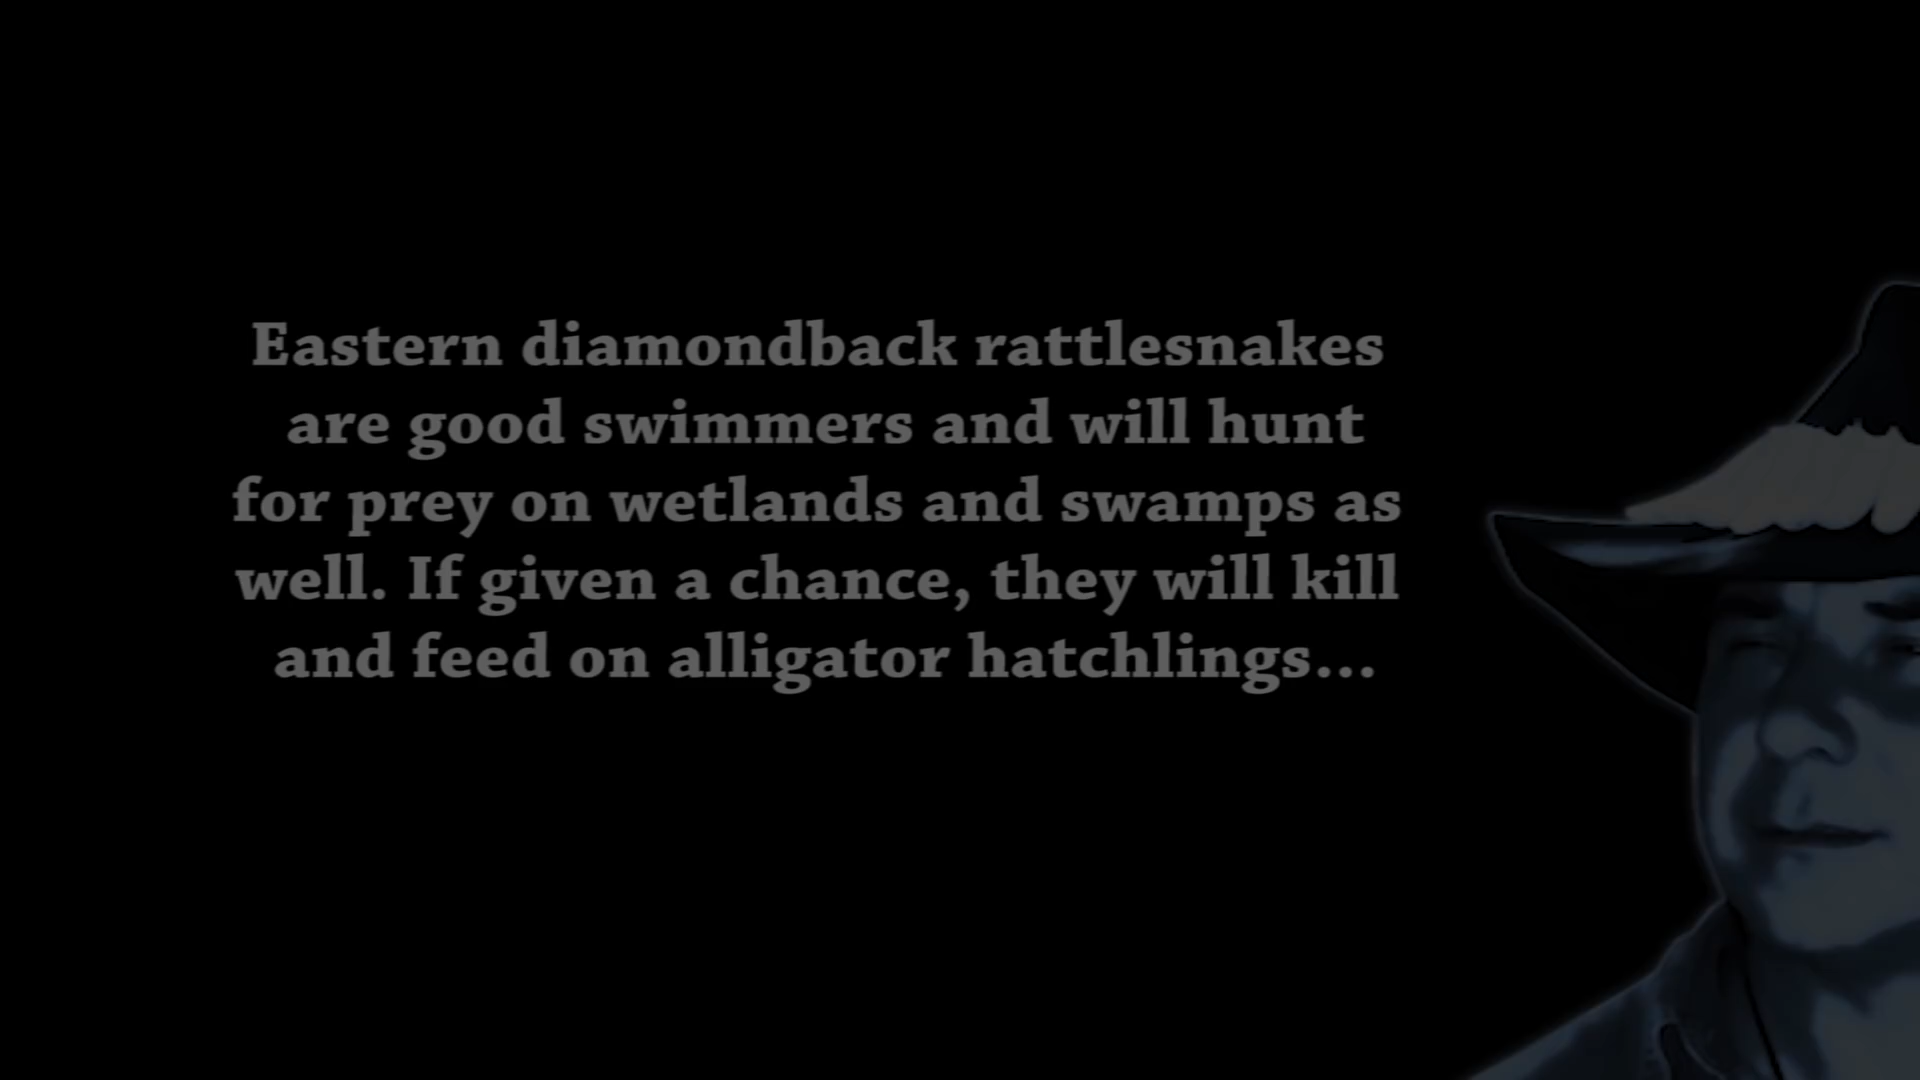 Eastern diamondback rattlesnakes
are good swimmers and will hunt
for prey on wetlands and swamps as
well. If given a chance, they will kill
and feed on alligator hatchlings...